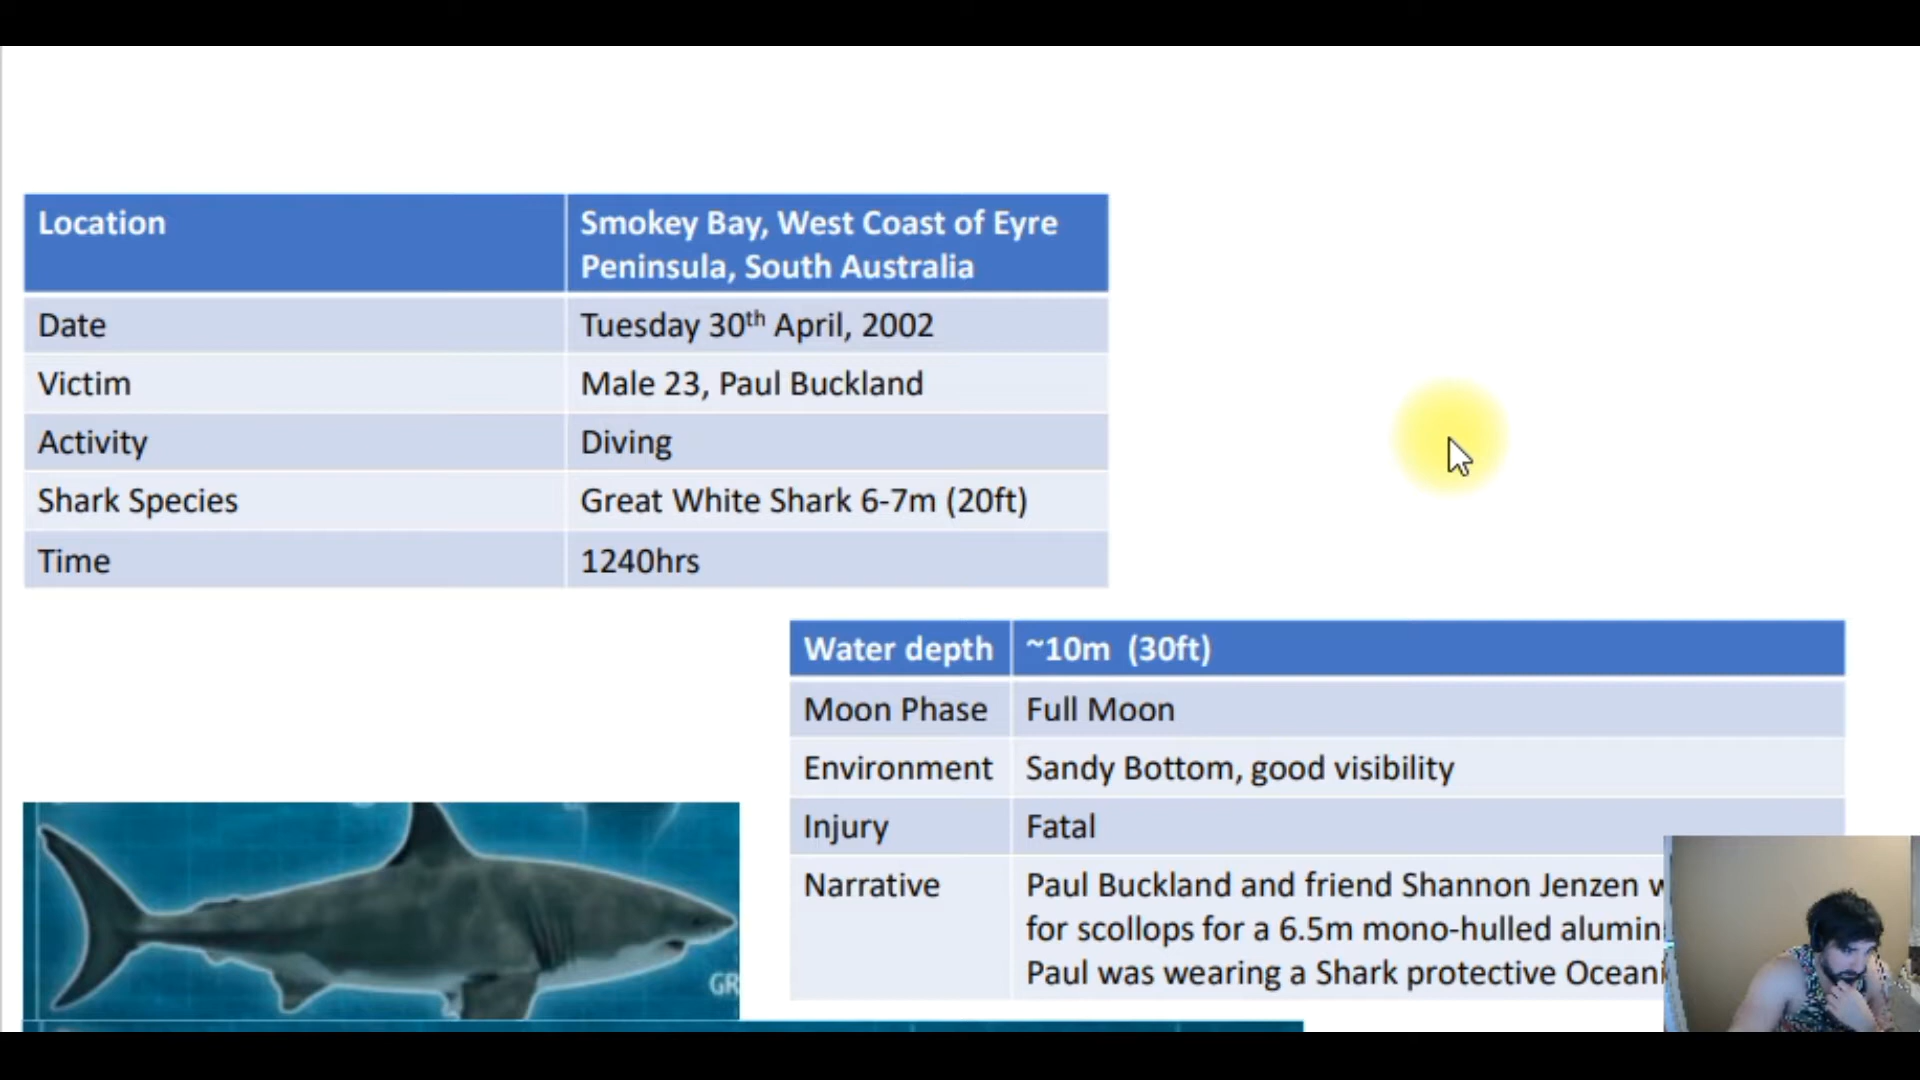 Location
Smokey Bay, West Coast of Eyre
Peninsula, South Australia
Date
Tuesday 30th April, 2002
Victim
Male 23, Paul Buckland
Activity
Diving
Shark Species
Great White Shark 6-7m (20ft)
Time
1240hrs
Water depth
~10m (30ft)
Moon Phase
Full Moon
Environment
Sandy Bottom, good visibility
Injury
Fatal
Narrative
Paul Buckland and friend Shannon Jenzen
for scollops for a 6.5m mono-hulled alumin
Paul was wearing a Shark protective Oceani
GR